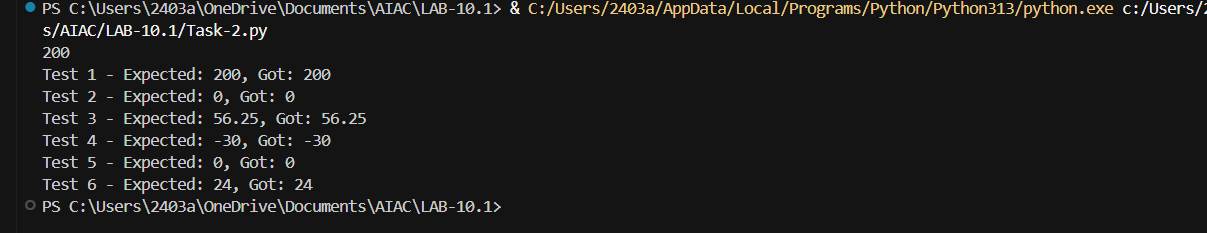 PS C:\Users\2403a\OneDrive\Documents\AIAC\LAB-10.1> & C:/Users/2403a/AppData/Local/Programs/Python/Python313/python.exe c:/Users/2
s/AIAC/LAB-10.1/Task-2.py
200
Test 1 - Expected: 200, Got: 200
Test 2 - Expected: 0, Got: 0
Test 3 - Expected: 56.25, Got: 56.25
Test 4 - Expected: -30, Got: -30
Test 5 - Expected: 0, Got: 0
Test 6 - Expected: 24, Got: 24
PS C:\Users\2403a\OneDrive\Documents\AIAC\LAB-10.1>